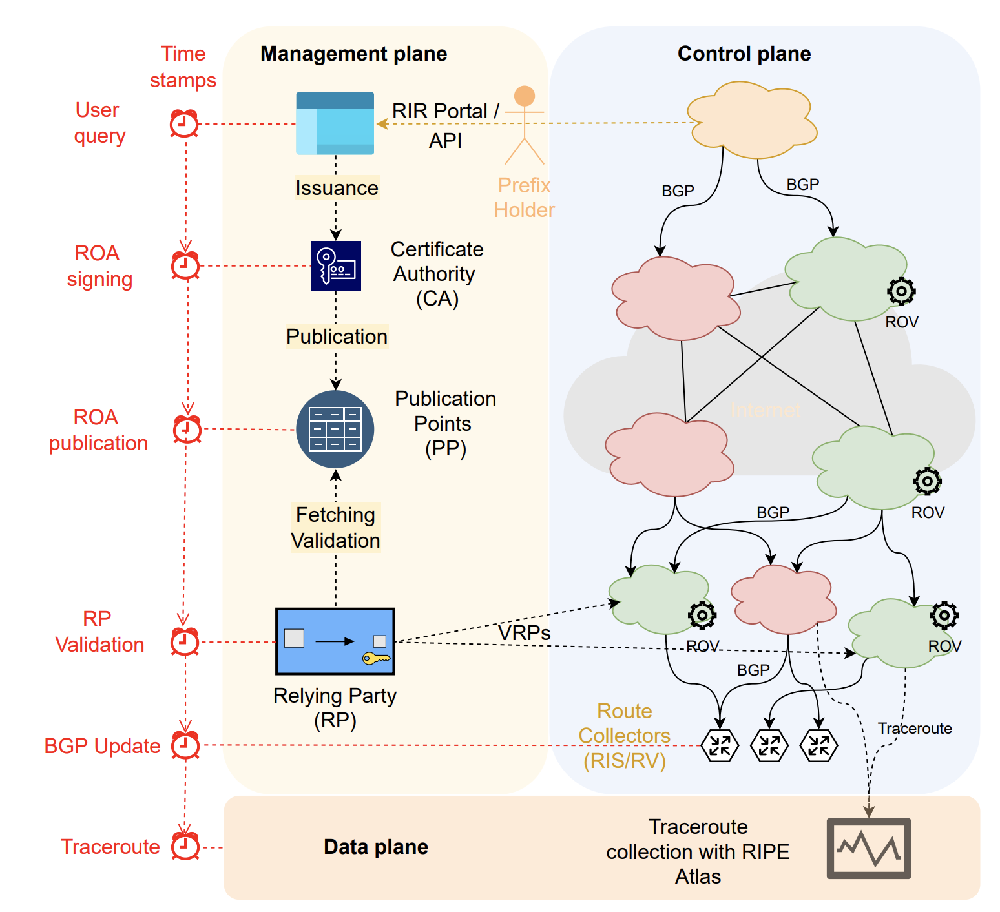 Time
stamps
Management plane
Control plane
User
query
RIR Portal /
API
Prefix
Holder
Issuance
BGP
BGP
ROA
signing
Certificate
Authority
(CA)
ROV
Publication
ROA
publication
Publication
Points
(PP)
Internet
Fetching
Validation
BGP
ROV
RP
Validation
VRPs
ROV
ROV
BGP
Relying Party
(RP)
Route
Collectors
(RIS/RV)
BGP Update
Traceroute
Traceroute
Data plane
Traceroute
collection with RIPE
Atlas